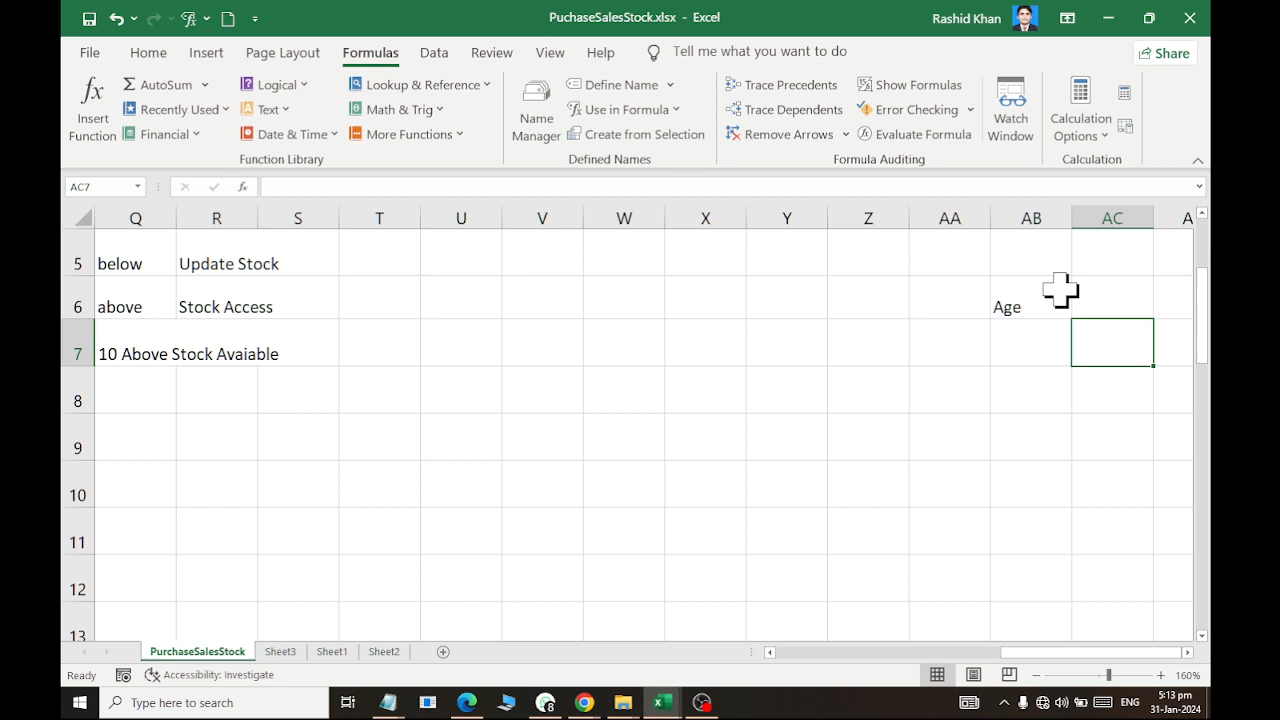 PuchaseSalesStock.xlsx - Excel
Rashid Khan
File Home Insert Page Layout Formulas Data Review View Help Tell me what you want to do Share
fx Insert Function
AutoSum
Recently Used
Financial
Logical
Text
Date & Time
Lookup & Reference
Math & Trig
More Functions
Function Library
Name Manager
Define Name
Use in Formula
Create from Selection
Defined Names
Trace Precedents
Trace Dependents
Remove Arrows
Show Formulas
Error Checking
Evaluate Formula
Formula Auditing
Watch Window
Calculation Options
Calculation
AC7 fx
Q R S T U V W X Y Z AA AB AC A
5 below Update Stock
6 above Stock Access Age
7 10 Above Stock Avaiable
8
9
10
11
12
13
PurchaseSalesStock Sheet3 Sheet1 Sheet2
Ready Accessibility: Investigate 160%
Type here to search 8 ENG 5:13 pm
31-Jan-2024